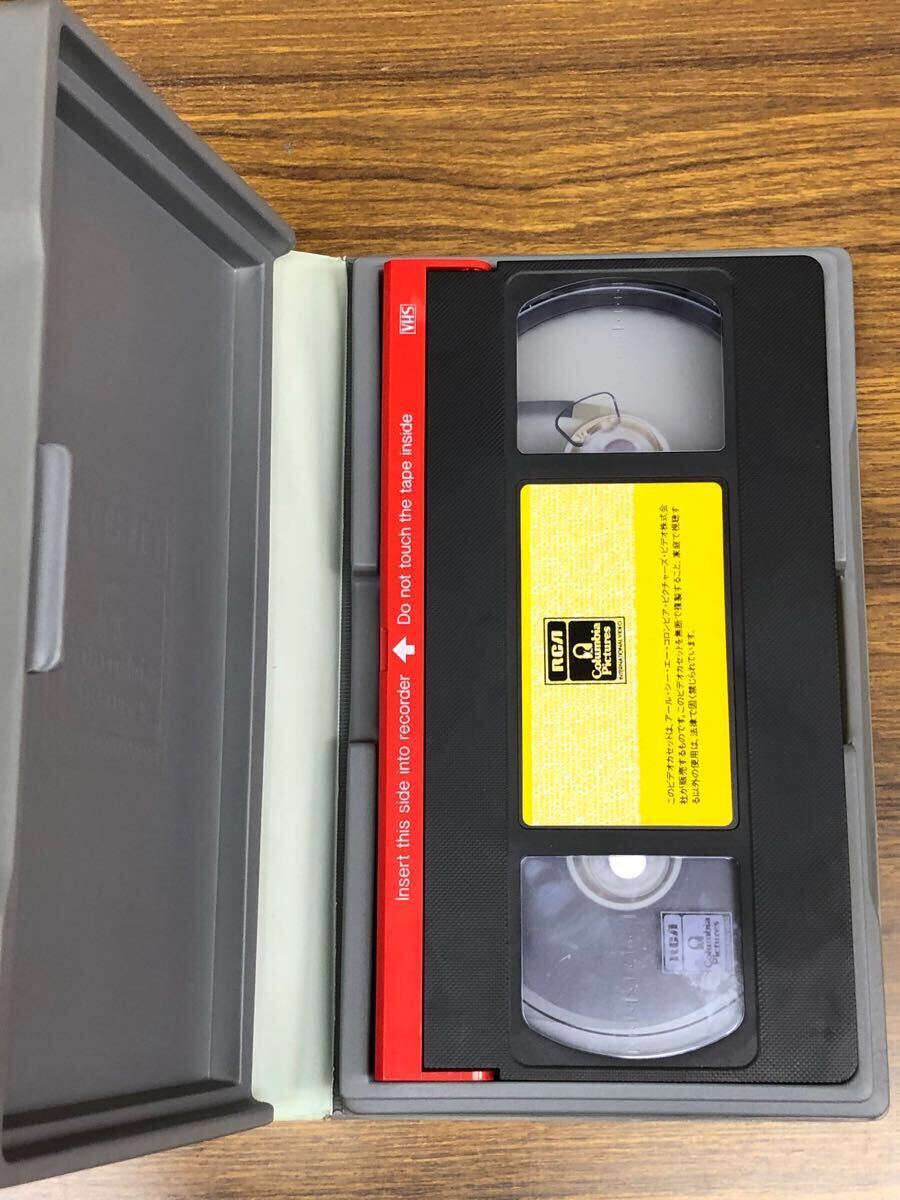 VHS
Insert this side into recorder ↑ Do not touch the tape inside
RCA
Columbia
Pictures
INTERNATIONAL VIDEO
このビデオカセットは、アール・シー・エー・コロンビア・ピクチャーズ・ビデオ株式会
社が販売するものです。このビデオカセットを無断で複製すること、家庭で視聴す
る以外の使用は、法律で固く禁じられています。
RCA
Columbia
Pictures